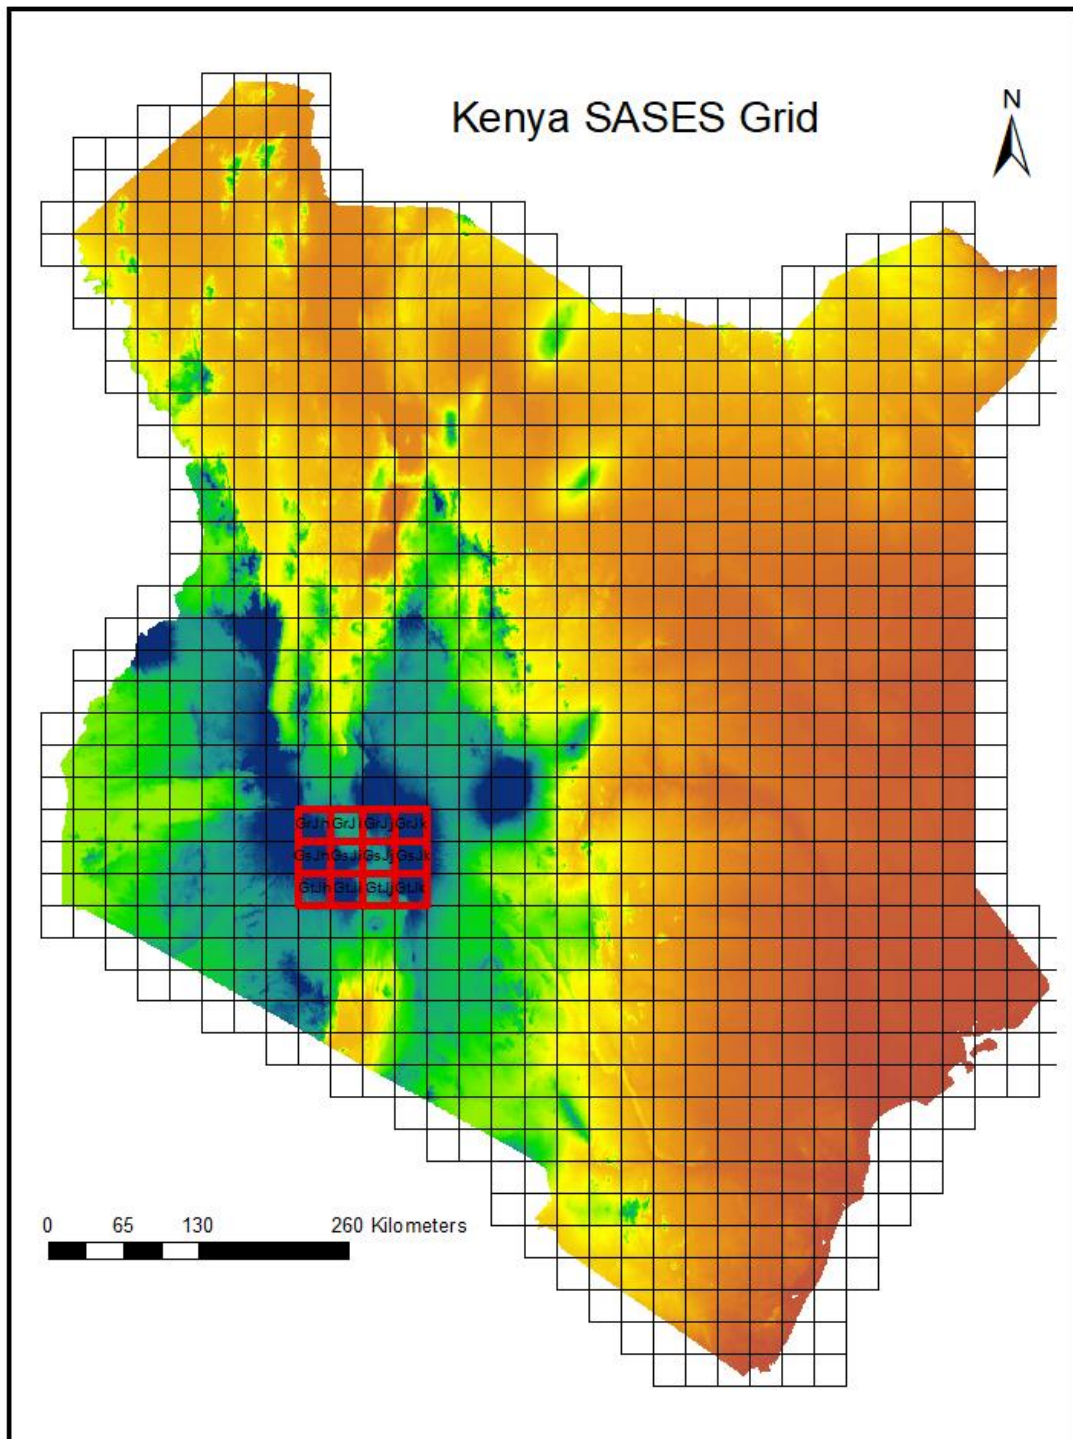 Kenya SASES Grid
N
GrJh GrJi GrJj GrJk
GsJh GsJi GsJj GsJk
GtJh GtJi GtJj GtJk
0 65 130 260 Kilometers